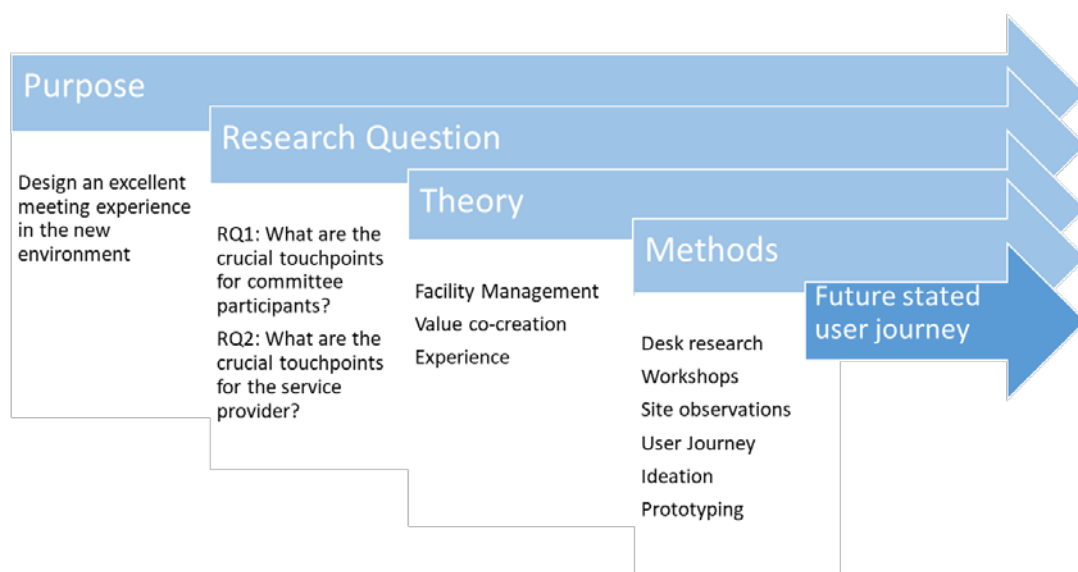 Purpose
Design an excellent
meeting experience
in the new
environment
Research Question
RQ1: What are the
crucial touchpoints
for committee
participants?
RQ2: What are the
crucial touchpoints
for the service
provider?
Theory
Facility Management
Value co-creation
Experience
Methods
Desk research
Workshops
Site observations
User Journey
Ideation
Prototyping
Future stated
user journey